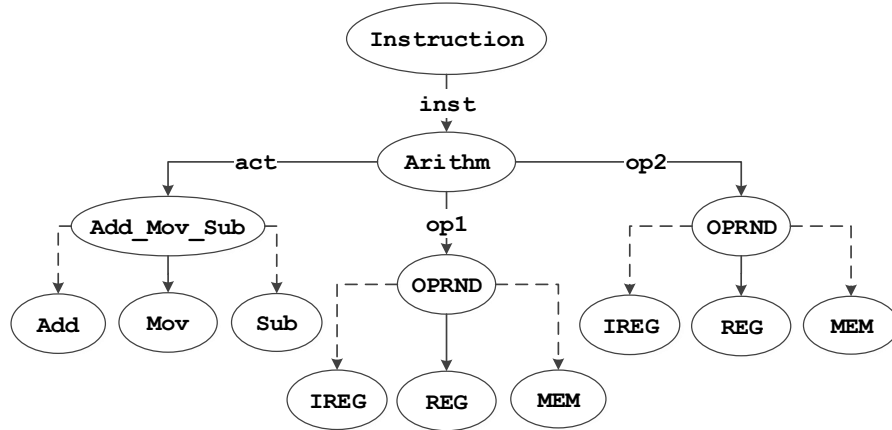 Instruction
inst
act
Arithm
op2
Add_Mov_Sub
op1
OPRND
OPRND
Add
Mov
Sub
IREG
REG
MEM
IREG
REG
MEM